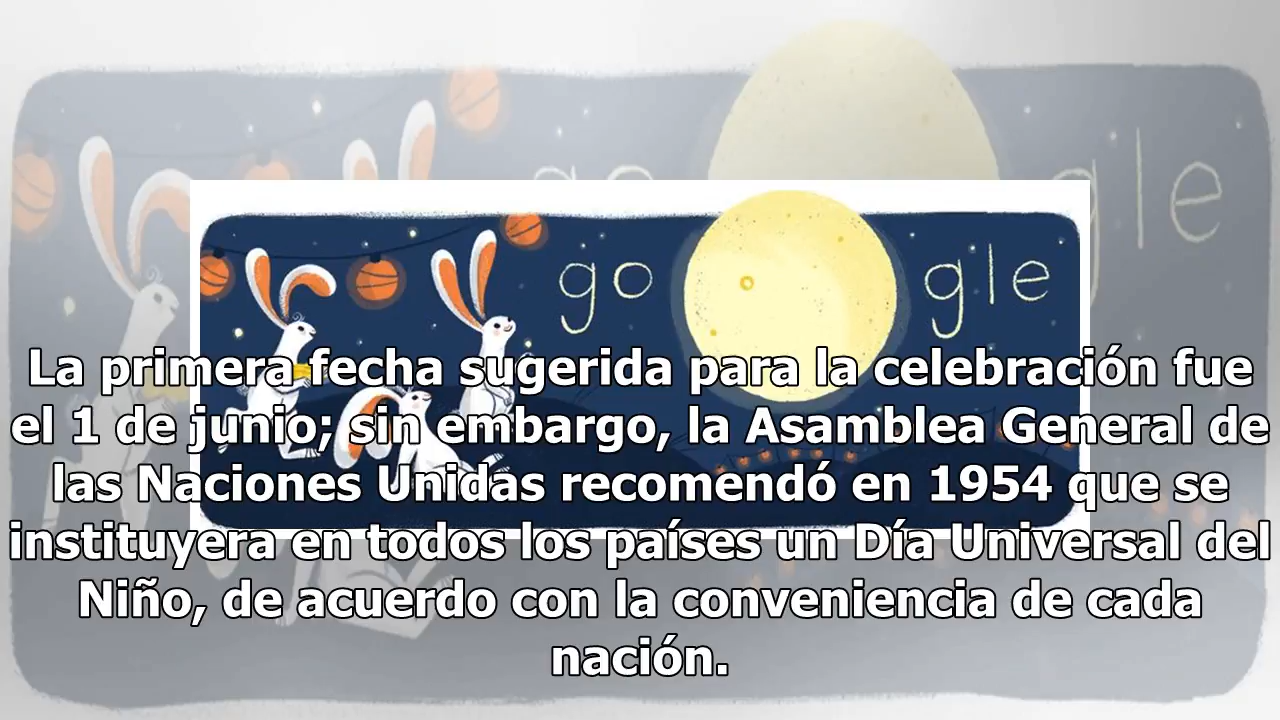 go gle
La primera fecha sugerida para la celebración fue
el 1 de junio; sin embargo, la Asamblea General de
las Naciones Unidas recomendó en 1954 que se
instituyera en todos los países un Día Universal del
Niño, de acuerdo con la conveniencia de cada
nación.